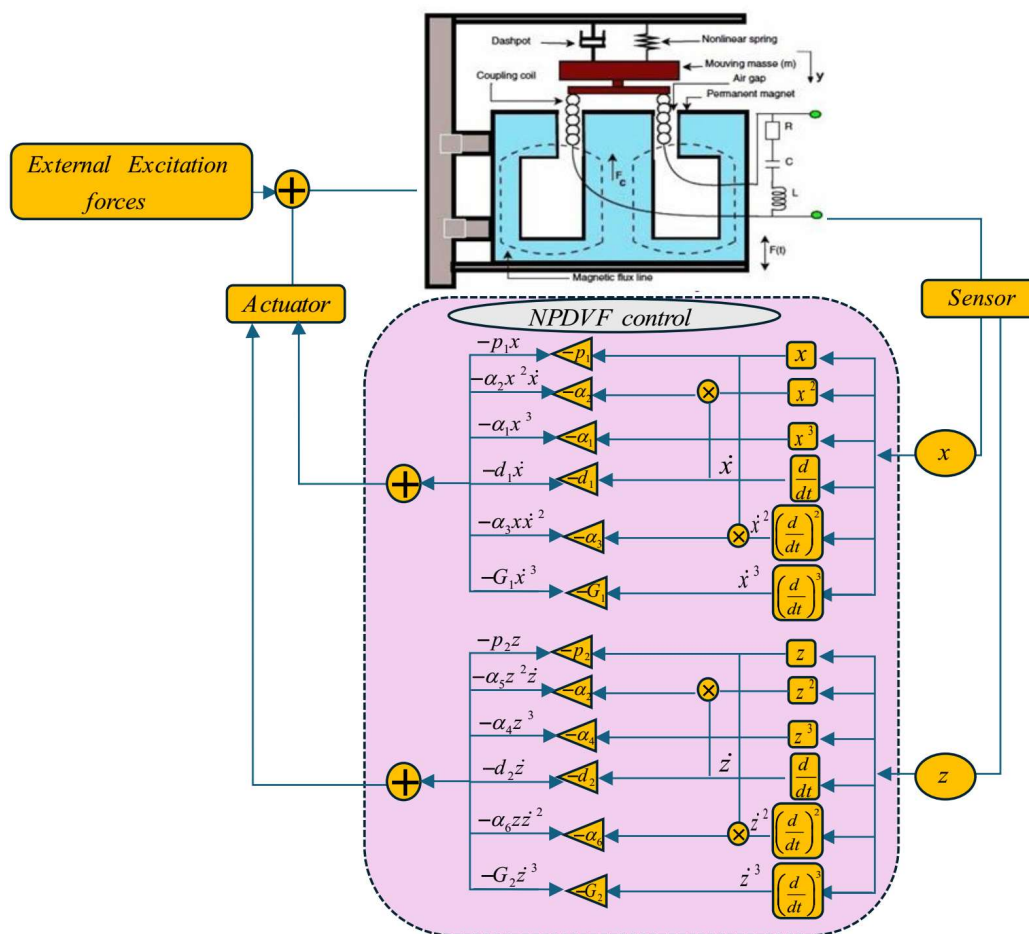 Dashpot
Nonlinear spring
Mouving masse (m)
y
Coupling coil
Air gap
Permanent magnet
R
External Excitation
forces
C
F_c
L
F(t)
Magnetic flux line
Actuator
Sensor
NPDVF control
−p₁x −p₁ x
−α₂x²ẋ −α₂ x²
−α₁x³ −α₁ x³
x
−d₁ẋ −d₁ ẋ d/dt
−α₃xẋ² −α₃ ẋ² (d/dt)²
−G₁ẋ³ −G₁ ẋ³ (d/dt)³
−p₂z −p₂ z
−α₅z²ż −α₂ z²
−α₄z³ −α₄ z³
−d₂ż −d₂ ż d/dt
z
−α₆zż² −α₆ ż² (d/dt)²
−G₂ż³ −G₂ ż³ (d/dt)³